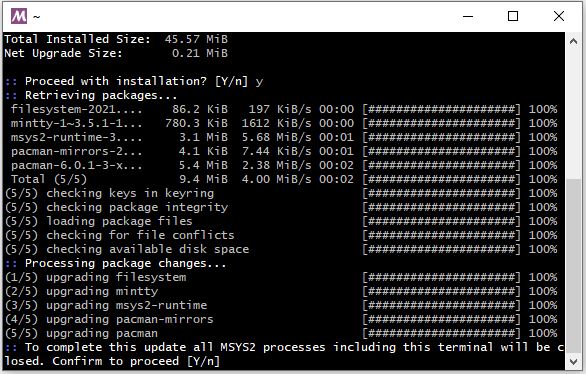 M ~
Total Installed Size:  45.57 MiB
Net Upgrade Size:       0.21 MiB
:: Proceed with installation? [Y/n] y
:: Retrieving packages...
filesystem-2021....    86.2 KiB   197 KiB/s 00:00 [######################] 100%
mintty-1~3.5.1-1...   780.3 KiB  1612 KiB/s 00:00 [######################] 100%
msys2-runtime-3....     3.1 MiB  5.68 MiB/s 00:01 [######################] 100%
pacman-mirrors-2...     4.1 KiB  7.44 KiB/s 00:01 [######################] 100%
pacman-6.0.1-3-x...     5.4 MiB  2.38 MiB/s 00:02 [######################] 100%
Total (5/5)             9.4 MiB  4.00 MiB/s 00:02 [######################] 100%
(5/5) checking keys in keyring                     [######################] 100%
(5/5) checking package integrity                   [######################] 100%
(5/5) loading package files                        [######################] 100%
(5/5) checking for file conflicts                  [######################] 100%
(5/5) checking available disk space                [######################] 100%
:: Processing package changes...
(1/5) upgrading filesystem                         [######################] 100%
(2/5) upgrading mintty                             [######################] 100%
(3/5) upgrading msys2-runtime                      [######################] 100%
(4/5) upgrading pacman-mirrors                     [######################] 100%
(5/5) upgrading pacman                             [######################] 100%
:: To complete this update all MSYS2 processes including this terminal will be c
losed. Confirm to proceed [Y/n]